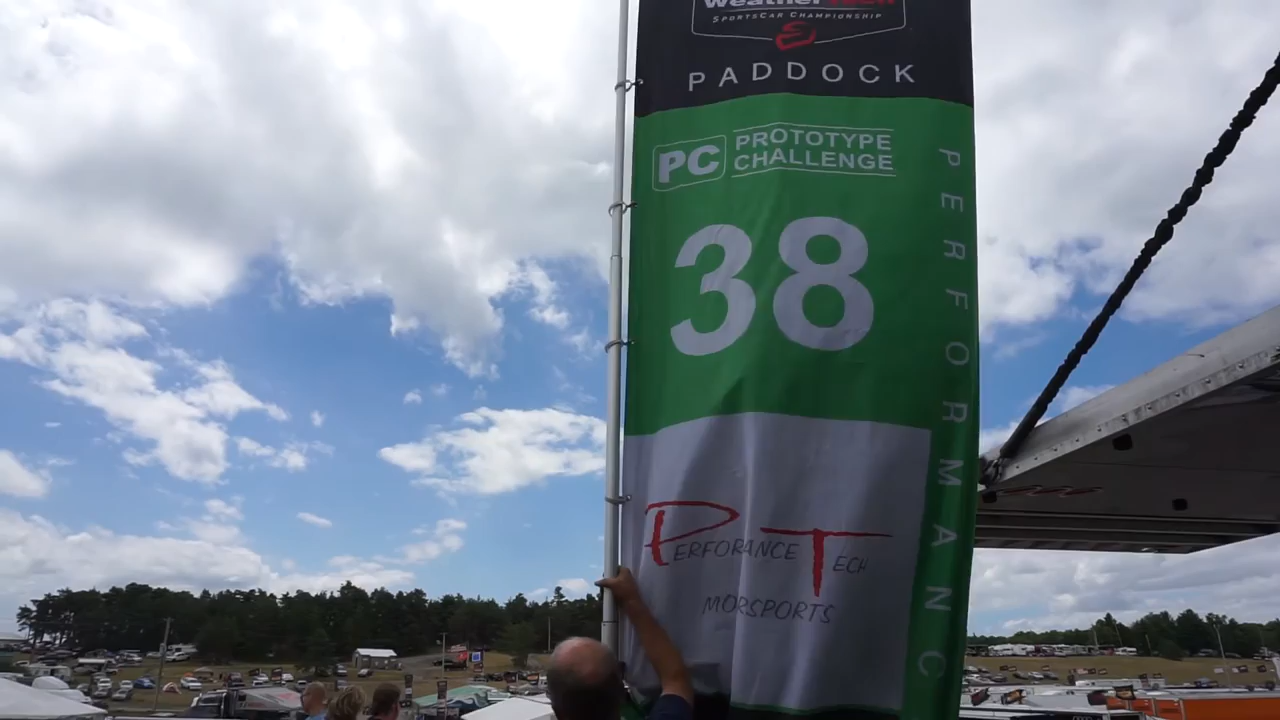 WeatherTech
SPORTSCAR CHAMPIONSHIP
PADDOCK
PC PROTOTYPE
CHALLENGE
38
PERFORMANC
PERFORANCE TECH
MORSPORTS